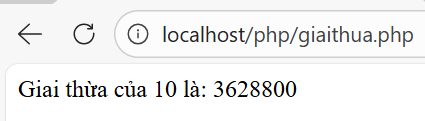 localhost/php/giaithua.php
Giai thừa của 10 là: 3628800